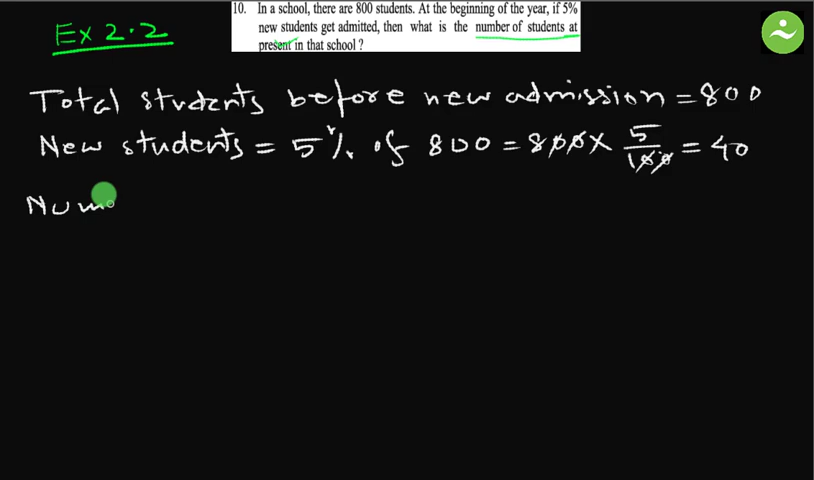 Ex 2.2
10. In a school, there are 800 students. At the beginning of the year, if 5%
new students get admitted, then what is the number of students at
present in that school ?
Total students before new admission = 800
New students = 5% of 800 = 800 × 5/100 = 40
Num